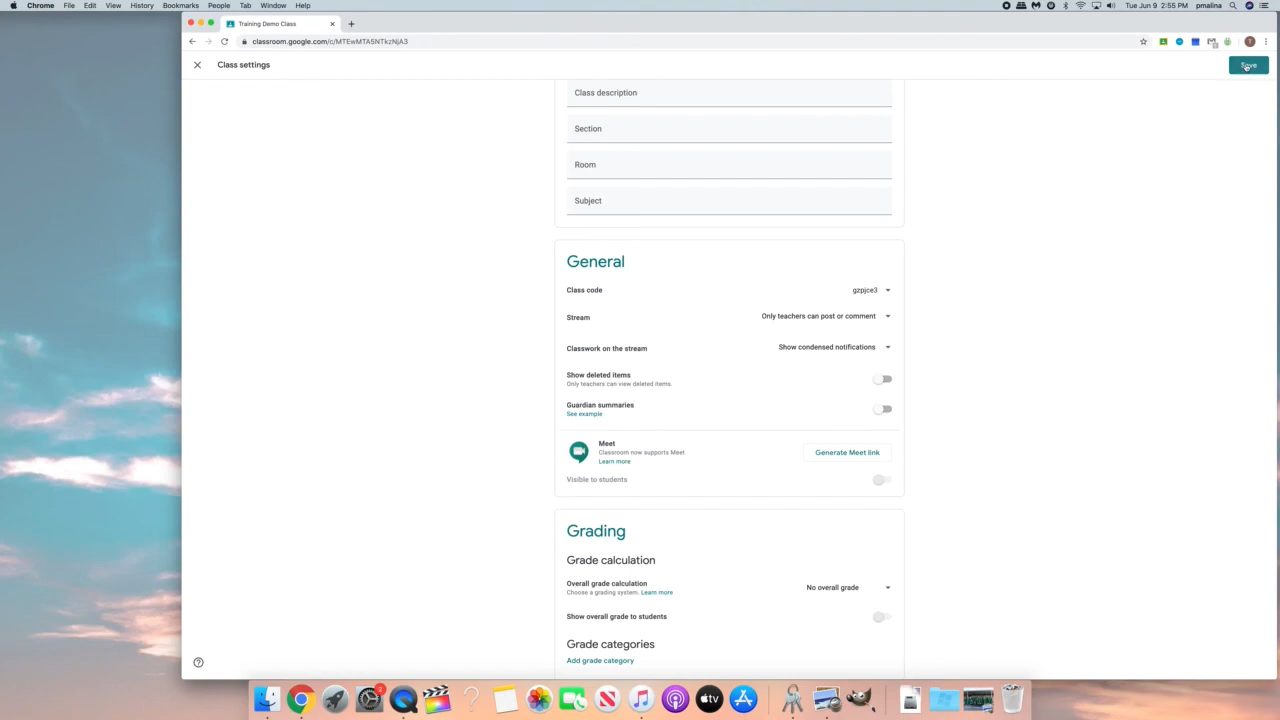 Chrome File Edit View History Bookmarks People Tab Window Help Tue Jun 9 2:55 PM pmalina
Training Demo Class
classroom.google.com/c/MTEwMTA5NTkzNjA3
T
Class settings
Save
Class description
Section
Room
Subject
General
Class code gzpjce3
Stream Only teachers can post or comment
Classwork on the stream Show condensed notifications
Show deleted items
Only teachers can view deleted items.
Guardian summaries
See example
Meet
Classroom now supports Meet
Learn more
Generate Meet link
Visible to students
Grading
Grade calculation
Overall grade calculation No overall grade
Choose a grading system. Learn more
Show overall grade to students
Grade categories
Add grade category
2
tv